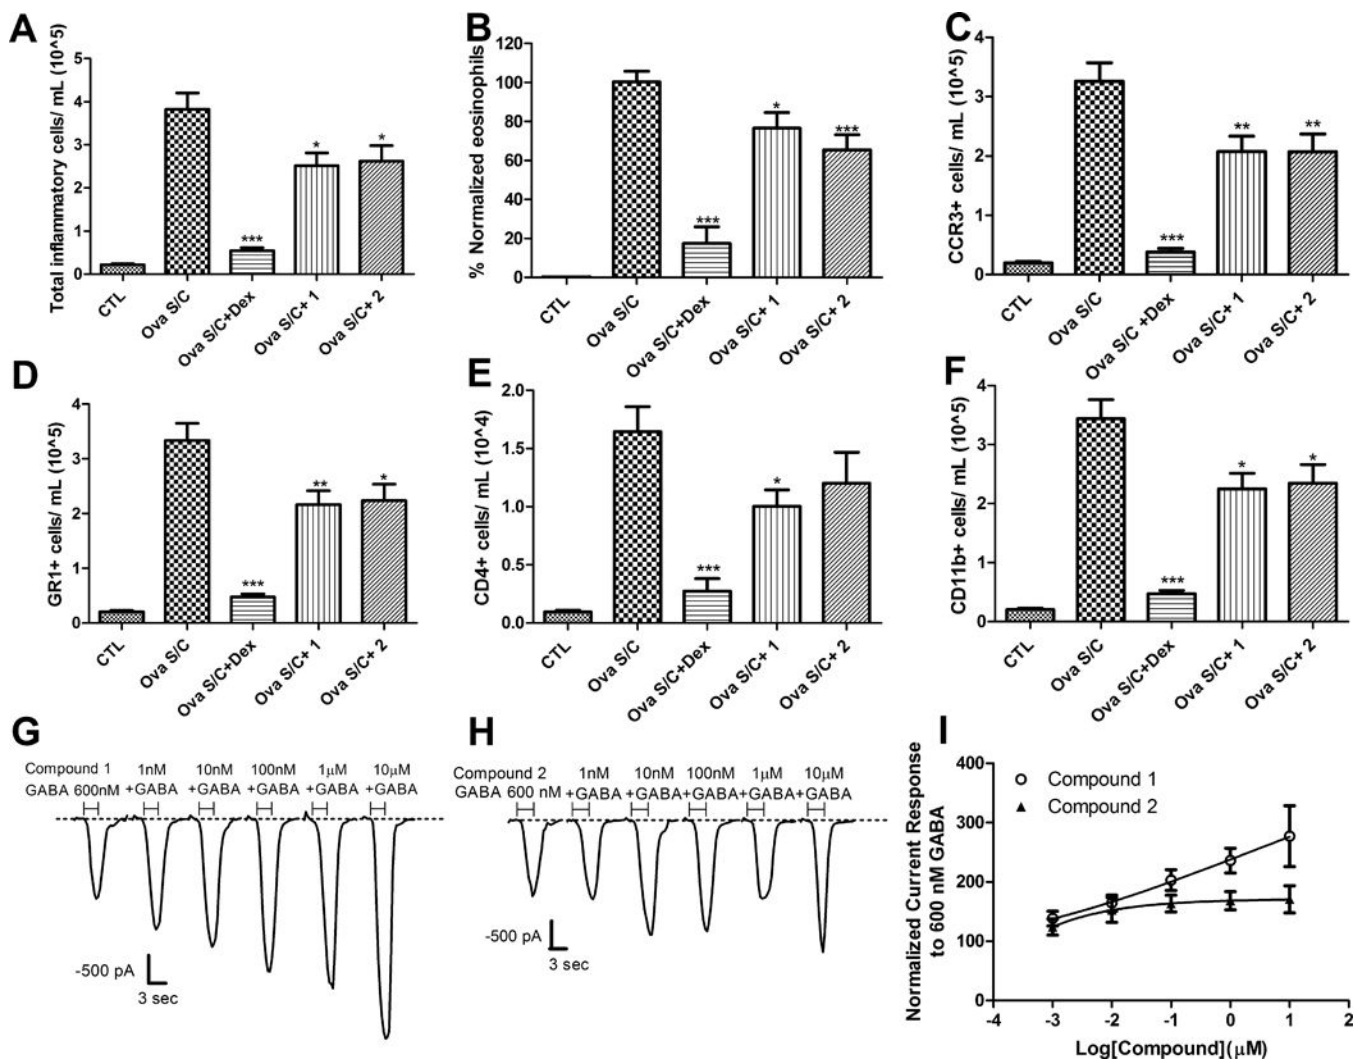 A
Total inflammatory cells/ mL (10^5)
5
4
3
2
1
0
***
*
*
CTL
Ova S/C
Ova S/C+Dex
Ova S/C+ 1
Ova S/C+ 2
B
% Normalized eosinophils
120
100
80
60
40
20
0
***
*
***
CTL
Ova S/C
Ova S/C+Dex
Ova S/C+ 1
Ova S/C+ 2
C
CCR3+ cells/ mL (10^5)
4
3
2
1
0
***
**
**
CTL
Ova S/C
Ova S/C +Dex
Ova S/C+ 1
Ova S/C+ 2
D
GR1+ cells/ mL (10^5)
4
3
2
1
0
***
**
*
CTL
Ova S/C
Ova S/C+Dex
Ova S/C+ 1
Ova S/C+ 2
E
CD4+ cells/ mL (10^4)
2.0
1.5
1.0
0.5
0.0
***
*
CTL
Ova S/C
Ova S/C+Dex
Ova S/C+ 1
Ova S/C+ 2
F
CD11b+ cells/ mL (10^5)
4
3
2
1
0
***
*
*
CTL
Ova S/C
Ova S/C+Dex
Ova S/C+ 1
Ova S/C+ 2
G
Compound 1 1nM 10nM 100nM 1µM 10µM
GABA 600nM +GABA +GABA +GABA +GABA +GABA
-500 pA
3 sec
H
Compound 2 1nM 10nM 100nM 1µM 10µM
GABA 600 nM +GABA +GABA +GABA +GABA +GABA
-500 pA
3 sec
I
Normalized Current Response
to 600 nM GABA
400
300
200
100
0
Compound 1
Compound 2
-4 -3 -2 -1 0 1 2
Log[Compound](µM)